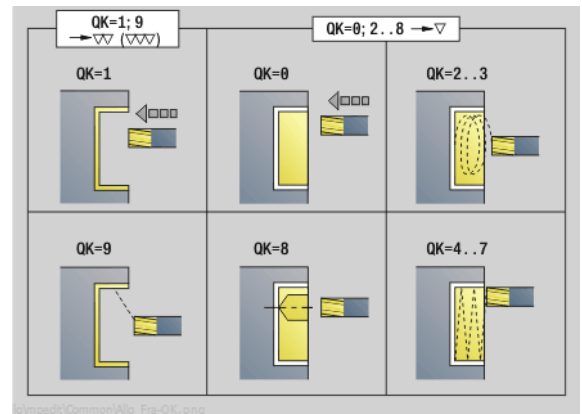 QK=1; 9
▽▽ (▽▽▽)
QK=0; 2..8 → ▽
QK=1
QK=0
QK=2..3
QK=9
QK=8
QK=4..7